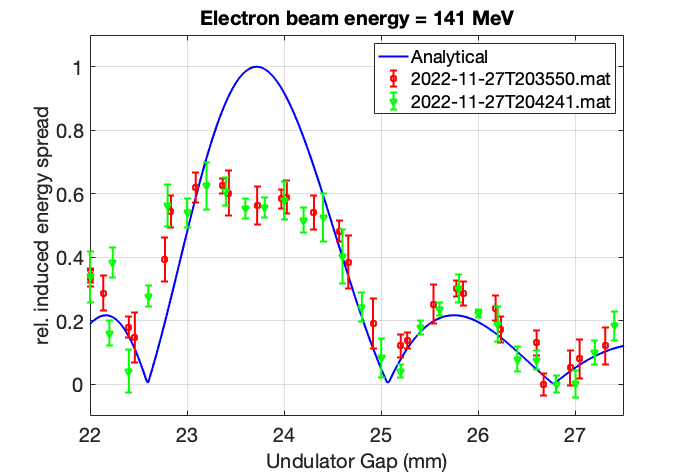 Electron beam energy = 141 MeV
Analytical
2022-11-27T203550.mat
2022-11-27T204241.mat
rel. induced energy spread
1
0.8
0.6
0.4
0.2
0
22 23 24 25 26 27
Undulator Gap (mm)